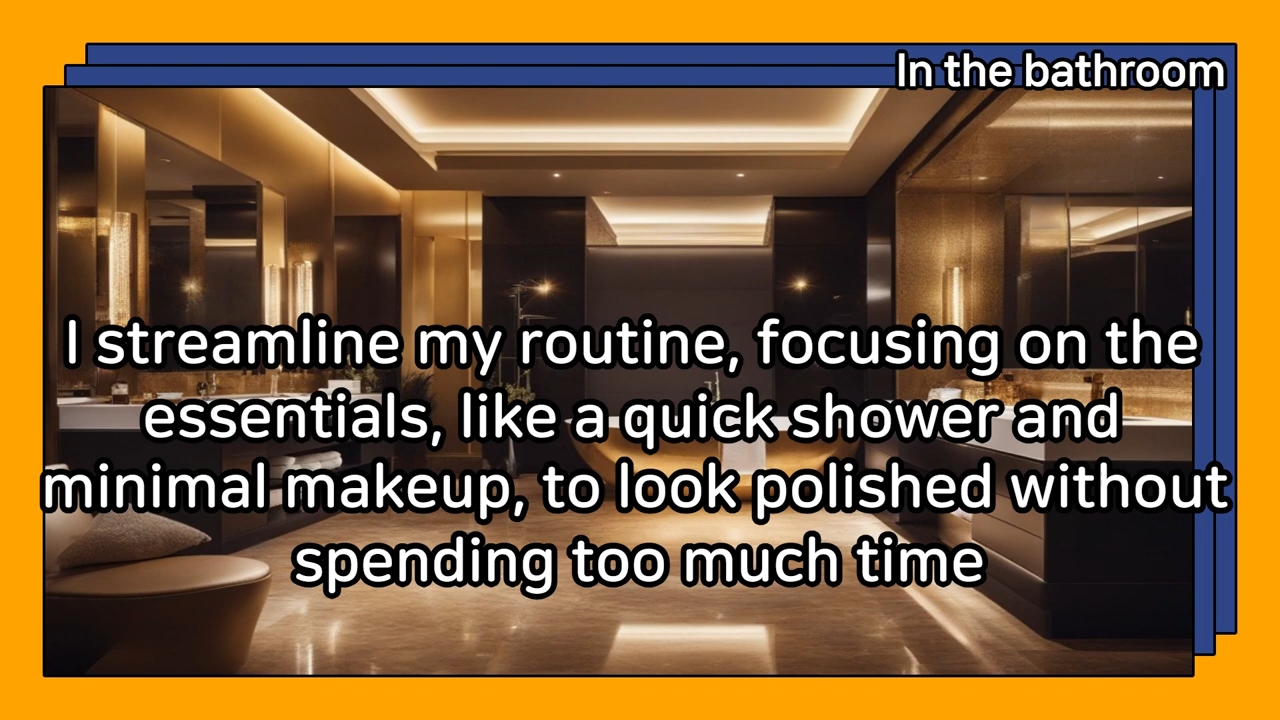 In the bathroom
I streamline my routine, focusing on the
essentials, like a quick shower and
minimal makeup, to look polished without
spending too much time